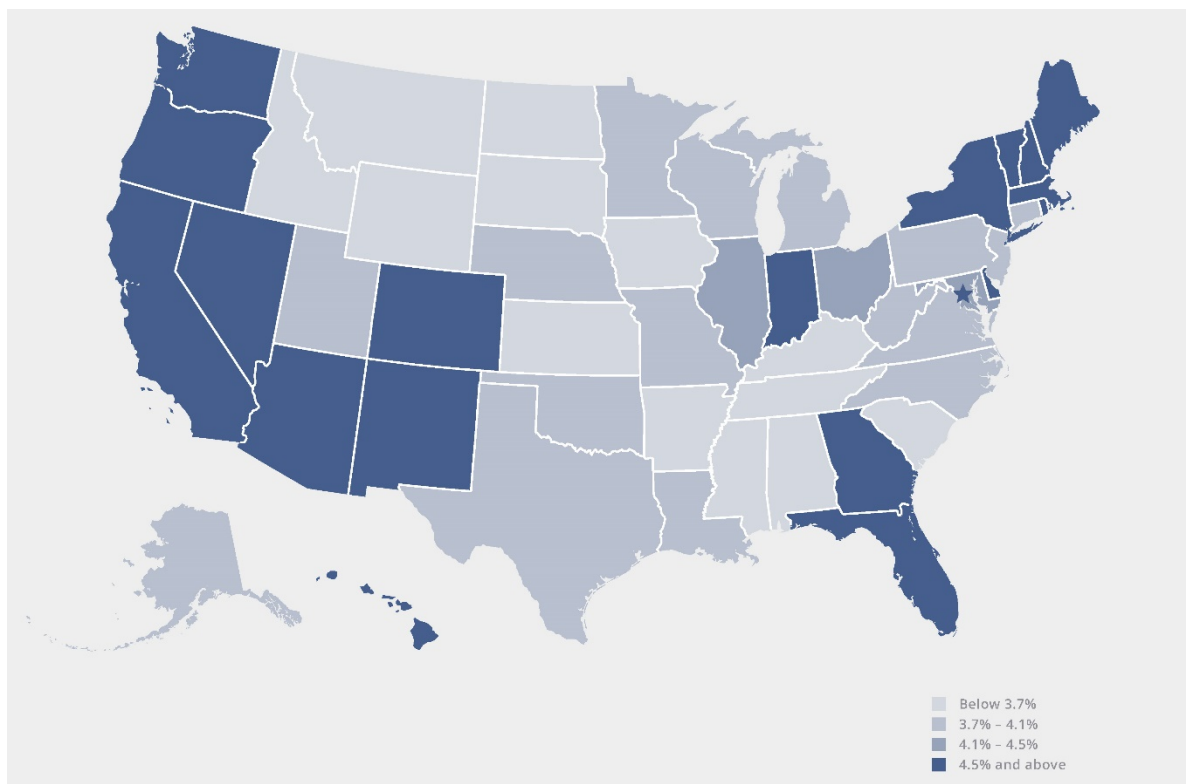 Below 3.7%
3.7% – 4.1%
4.1% – 4.5%
4.5% and above